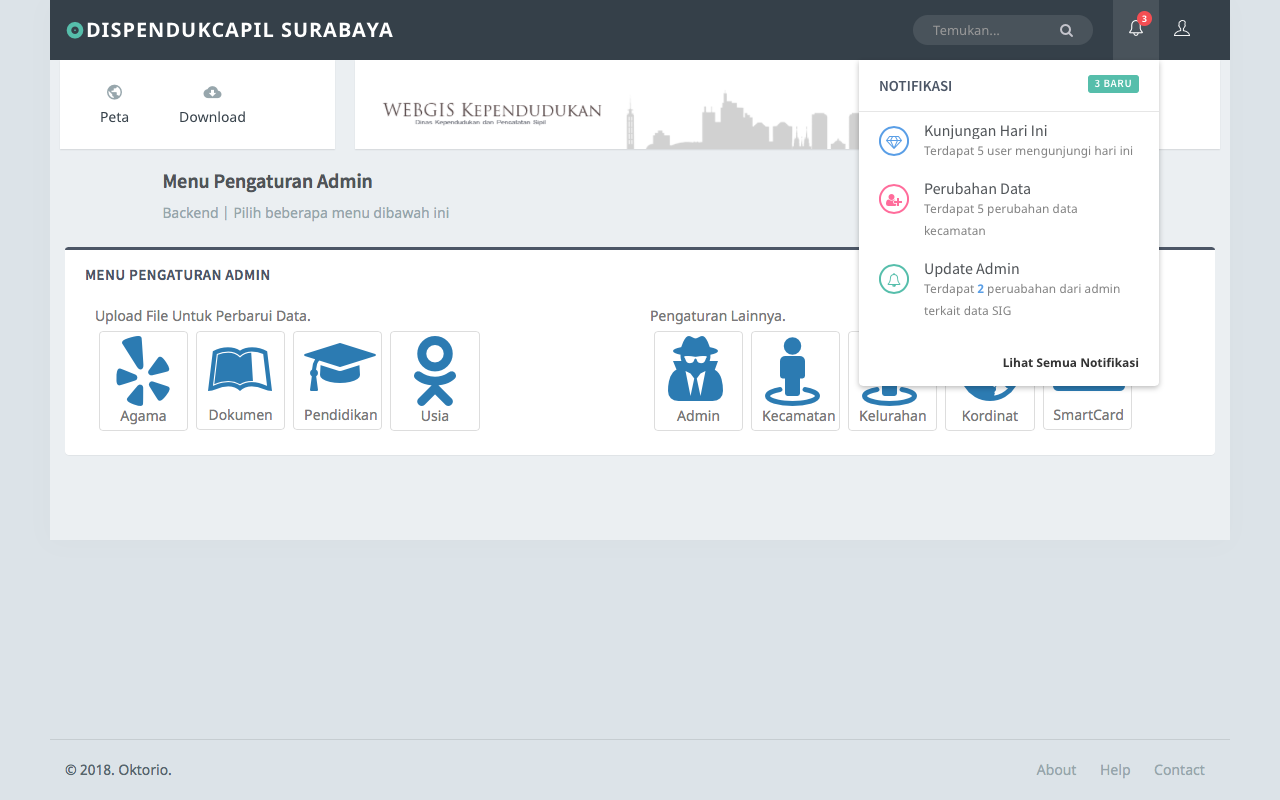 DISPENDUKCAPIL SURABAYA
Temukan...
3
Peta
Download
WEBGIS KEPENDUDUKAN
Dinas Kependudukan dan Pencatatan Sipil
NOTIFIKASI
3 BARU
Kunjungan Hari Ini
Terdapat 5 user mengunjungi hari ini
Perubahan Data
Terdapat 5 perubahan data
kecamatan
Update Admin
Terdapat 2 peruabahan dari admin
terkait data SIG
Lihat Semua Notifikasi
Menu Pengaturan Admin
Backend | Pilih beberapa menu dibawah ini
MENU PENGATURAN ADMIN
Upload File Untuk Perbarui Data.
Agama
Dokumen
Pendidikan
Usia
Pengaturan Lainnya.
Admin
Kecamatan
Kelurahan
Kordinat
SmartCard
© 2018. Oktorio.
About
Help
Contact